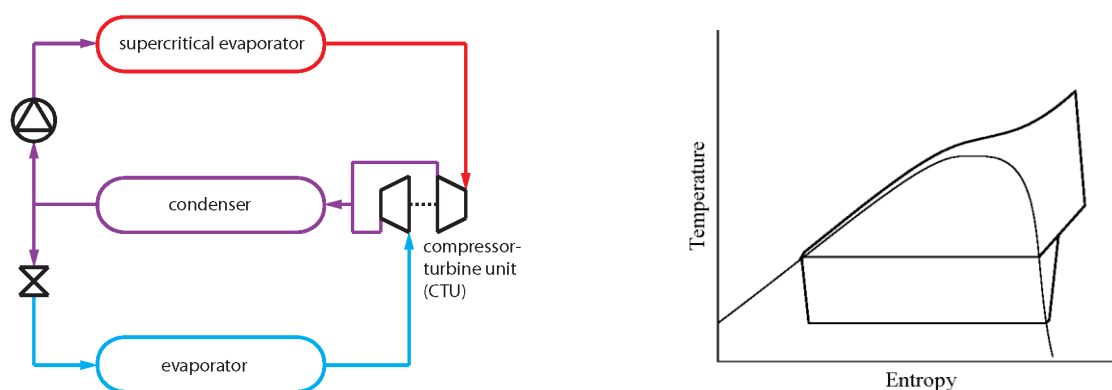 supercritical evaporator
condenser
compressor-
turbine unit
(CTU)
evaporator
Temperature
Entropy